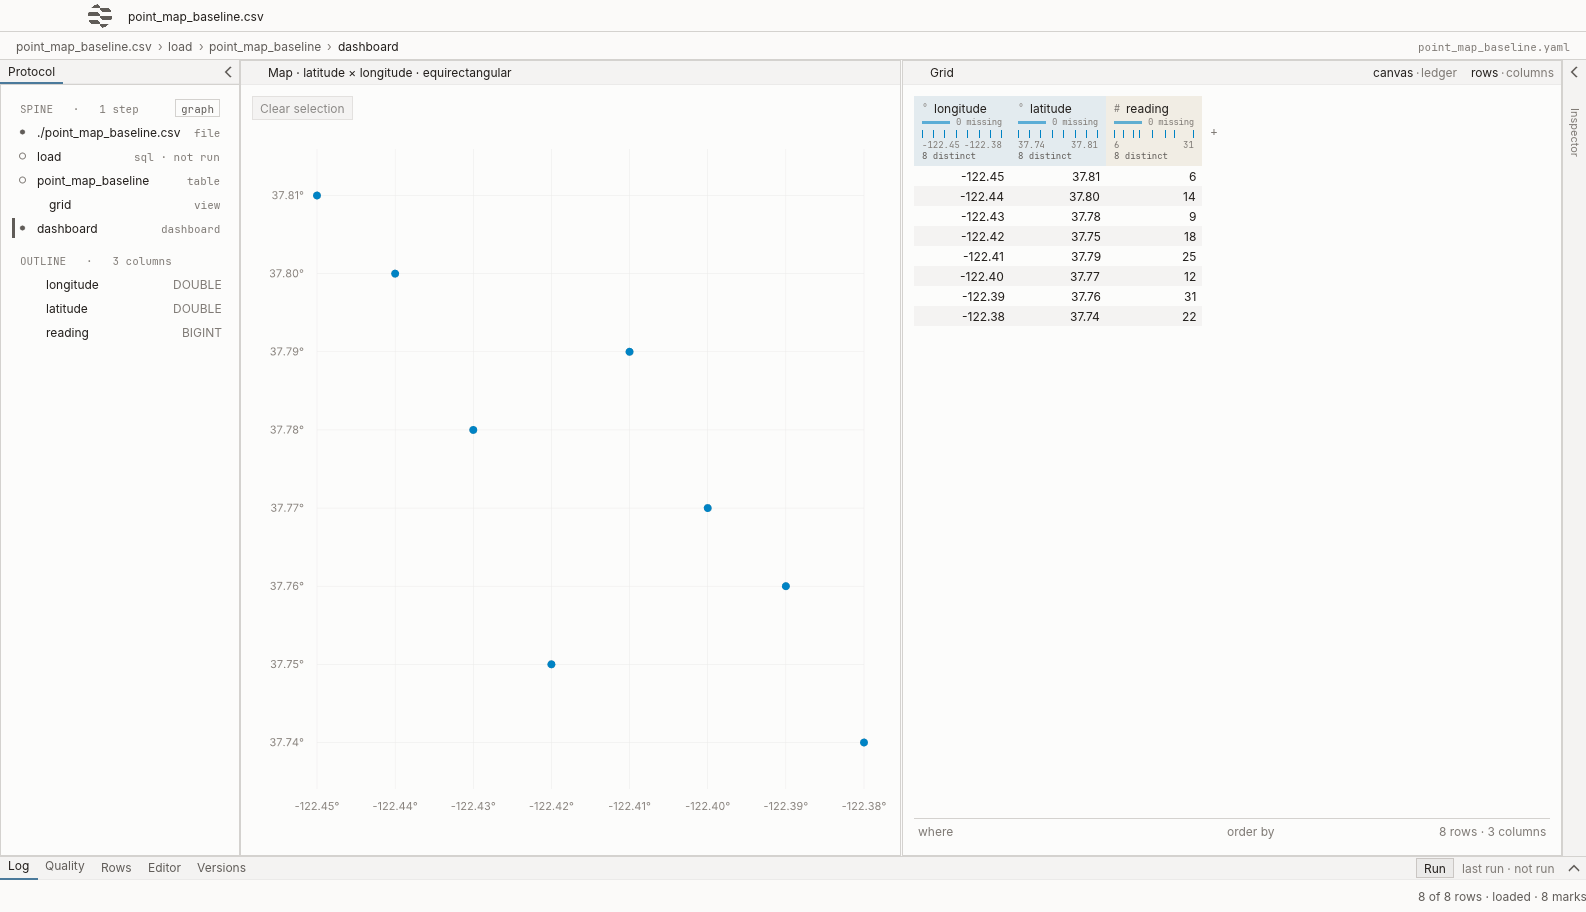 point_map_baseline.csv
point_map_baseline.csv › load › point_map_baseline › dashboard
point_map_baseline.yaml
Protocol
SPINE · 1 step graph
./point_map_baseline.csv file
load sql · not run
point_map_baseline table
grid view
dashboard dashboard
OUTLINE · 3 columns
longitude DOUBLE
latitude DOUBLE
reading BIGINT
Map · latitude × longitude · equirectangular
Clear selection
37.81°
37.80°
37.79°
37.78°
37.77°
37.76°
37.75°
37.74°
-122.45° -122.44° -122.43° -122.42° -122.41° -122.40° -122.39° -122.38°
Grid
canvas · ledger rows · columns
° longitude ° latitude # reading
0 missing 0 missing 0 missing
-122.45 -122.38 37.74 37.81 6 31
8 distinct 8 distinct 8 distinct
+
-122.45 37.81 6
-122.44 37.80 14
-122.43 37.78 9
-122.42 37.75 18
-122.41 37.79 25
-122.40 37.77 12
-122.39 37.76 31
-122.38 37.74 22
where order by 8 rows · 3 columns
Inspector
Log Quality Rows Editor Versions
Run last run · not run
8 of 8 rows · loaded · 8 marks